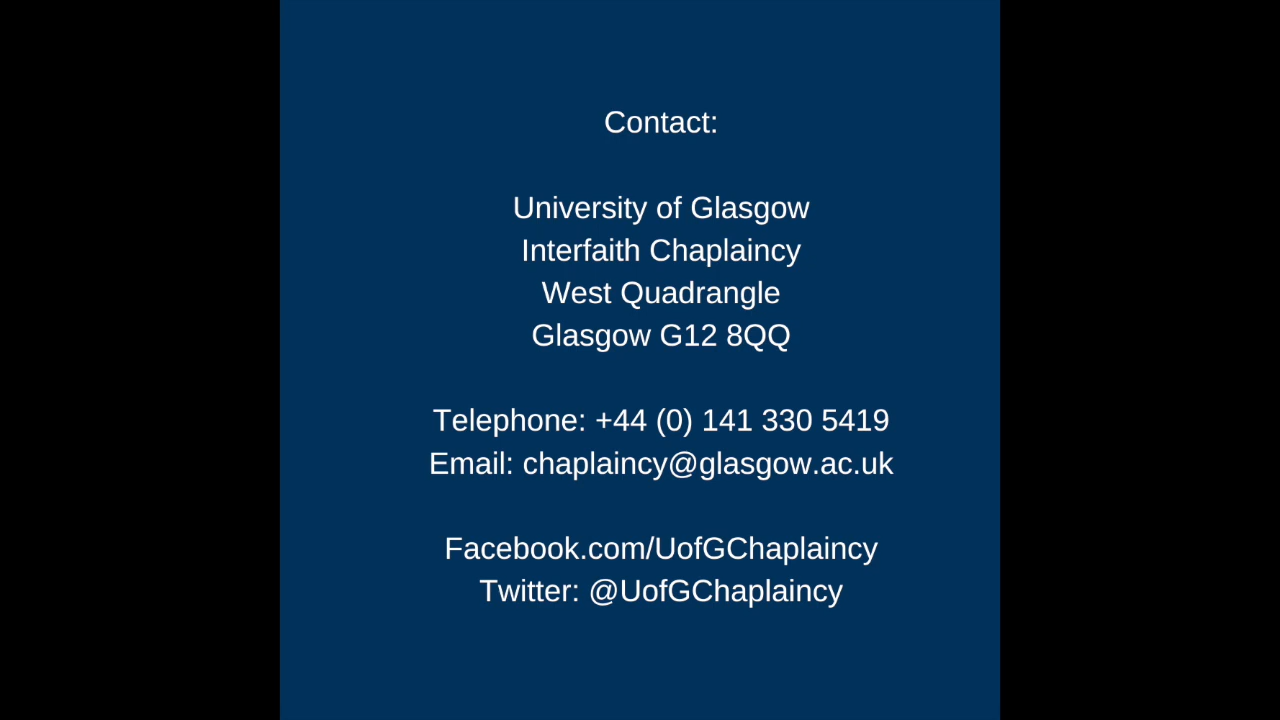 Contact:
University of Glasgow
Interfaith Chaplaincy
West Quadrangle
Glasgow G12 8QQ
Telephone: +44 (0) 141 330 5419
Email: chaplaincy@glasgow.ac.uk
Facebook.com/UofGChaplaincy
Twitter: @UofGChaplaincy